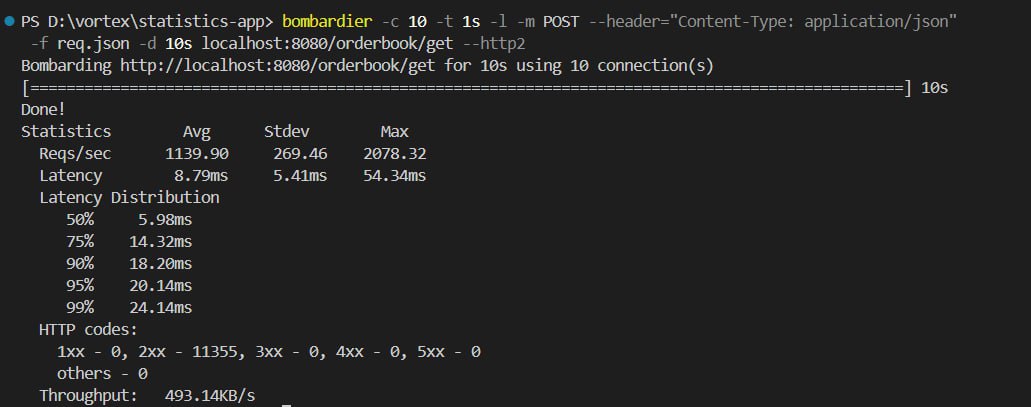 PS D:\vortex\statistics-app> bombardier -c 10 -t 1s -l -m POST --header="Content-Type: application/json"
-f req.json -d 10s localhost:8080/orderbook/get --http2
Bombarding http://localhost:8080/orderbook/get for 10s using 10 connection(s)
[==================================================================================================] 10s
Done!
Statistics        Avg      Stdev        Max
  Reqs/sec      1139.90     269.46    2078.32
  Latency        8.79ms     5.41ms    54.34ms
  Latency Distribution
     50%     5.98ms
     75%    14.32ms
     90%    18.20ms
     95%    20.14ms
     99%    24.14ms
  HTTP codes:
    1xx - 0, 2xx - 11355, 3xx - 0, 4xx - 0, 5xx - 0
    others - 0
  Throughput:   493.14KB/s